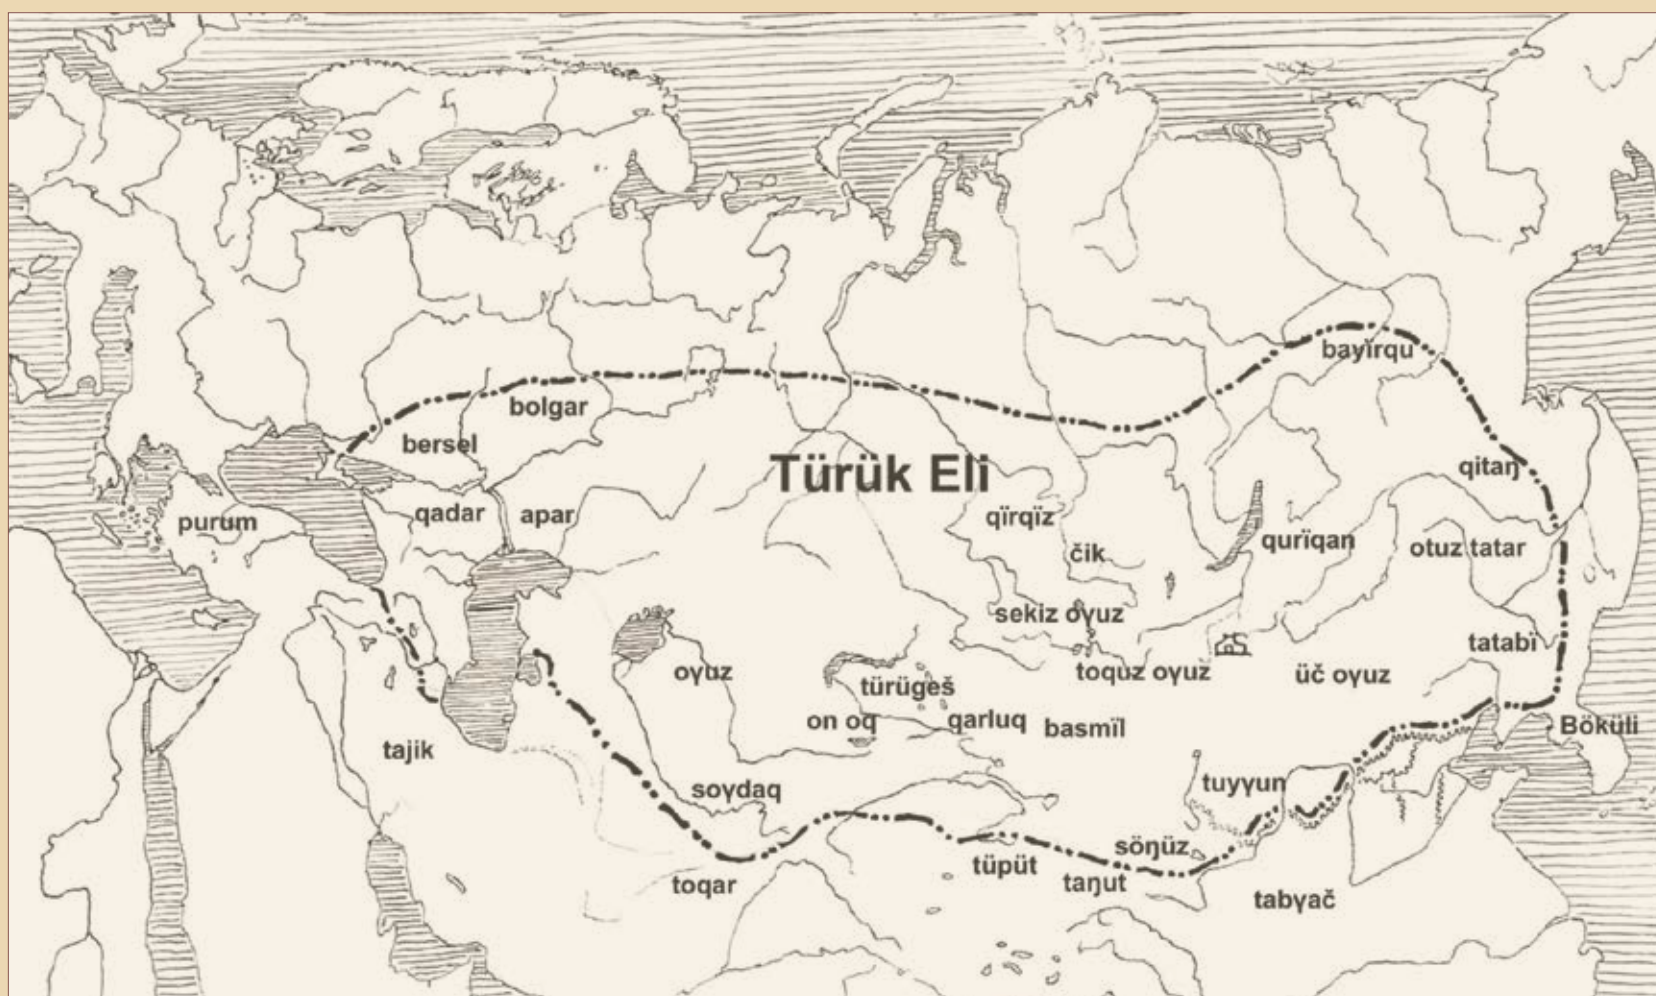 bayïrqu
bolgar
bersel
qitaŋ
Türük Eli
qadar
apar
purum
qïrqïz
čik
qurïqan
otuz tatar
sekiz oγuz
tatabï
oγuz
türügeš
toquz oγuz
üč oγuz
on oq
qarluq
basmïl
Böküli
tajik
soγdaq
tuyγun
söŋüz
tüpüt
taŋut
toqar
tabγač